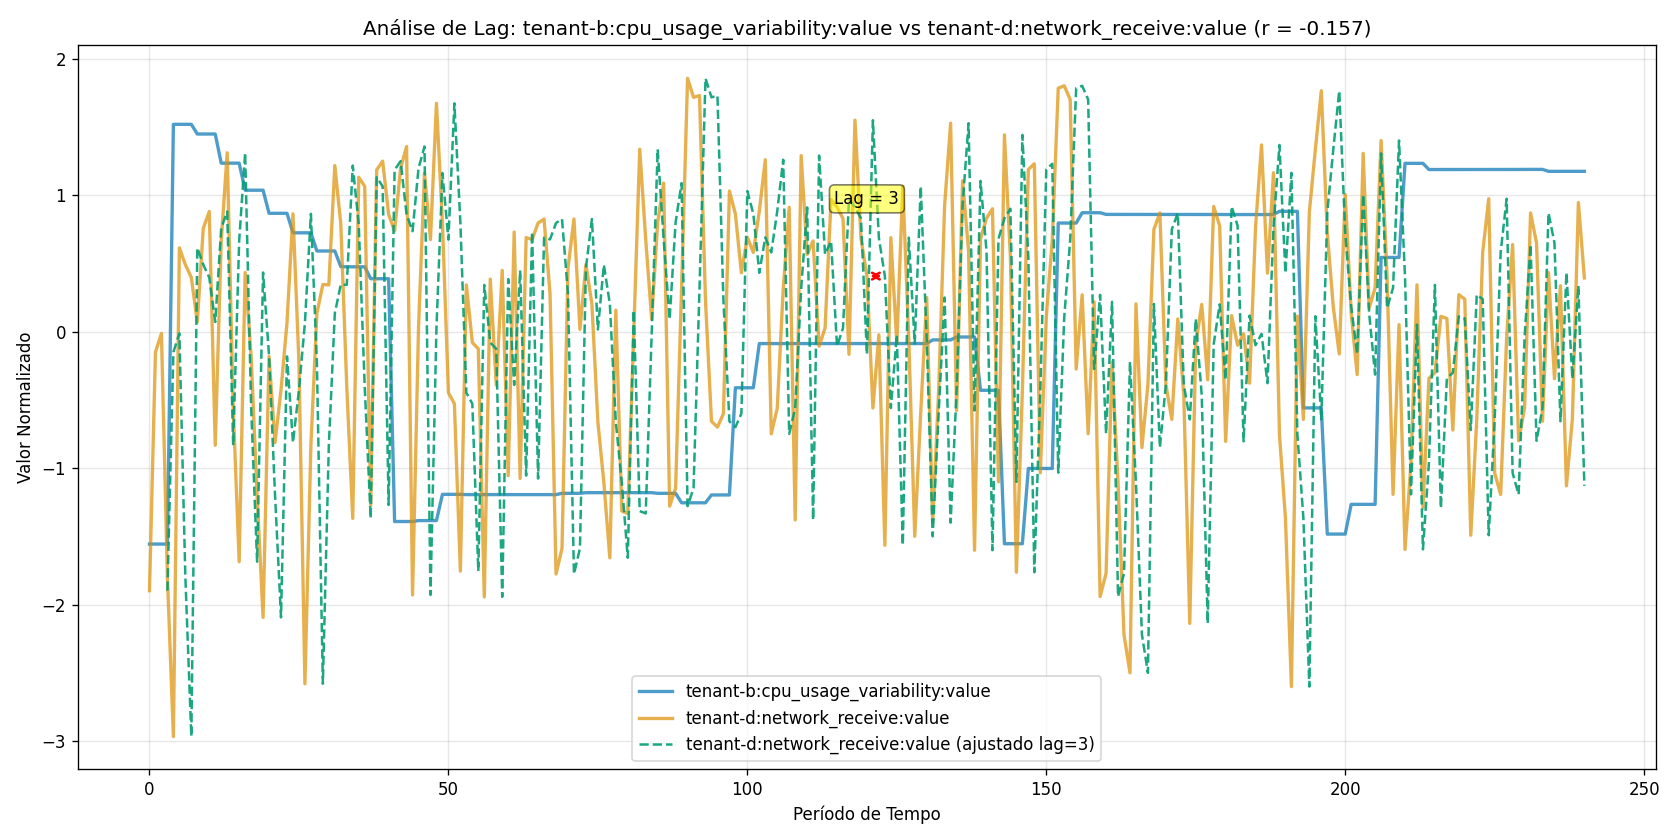 Análise de Lag: tenant-b:cpu_usage_variability:value vs tenant-d:network_receive:value (r = -0.157)
Valor Normalizado
2
1
0
−1
−2
−3
Lag = 3
tenant-b:cpu_usage_variability:value
tenant-d:network_receive:value
tenant-d:network_receive:value (ajustado lag=3)
0 50 100 150 200 250
Período de Tempo